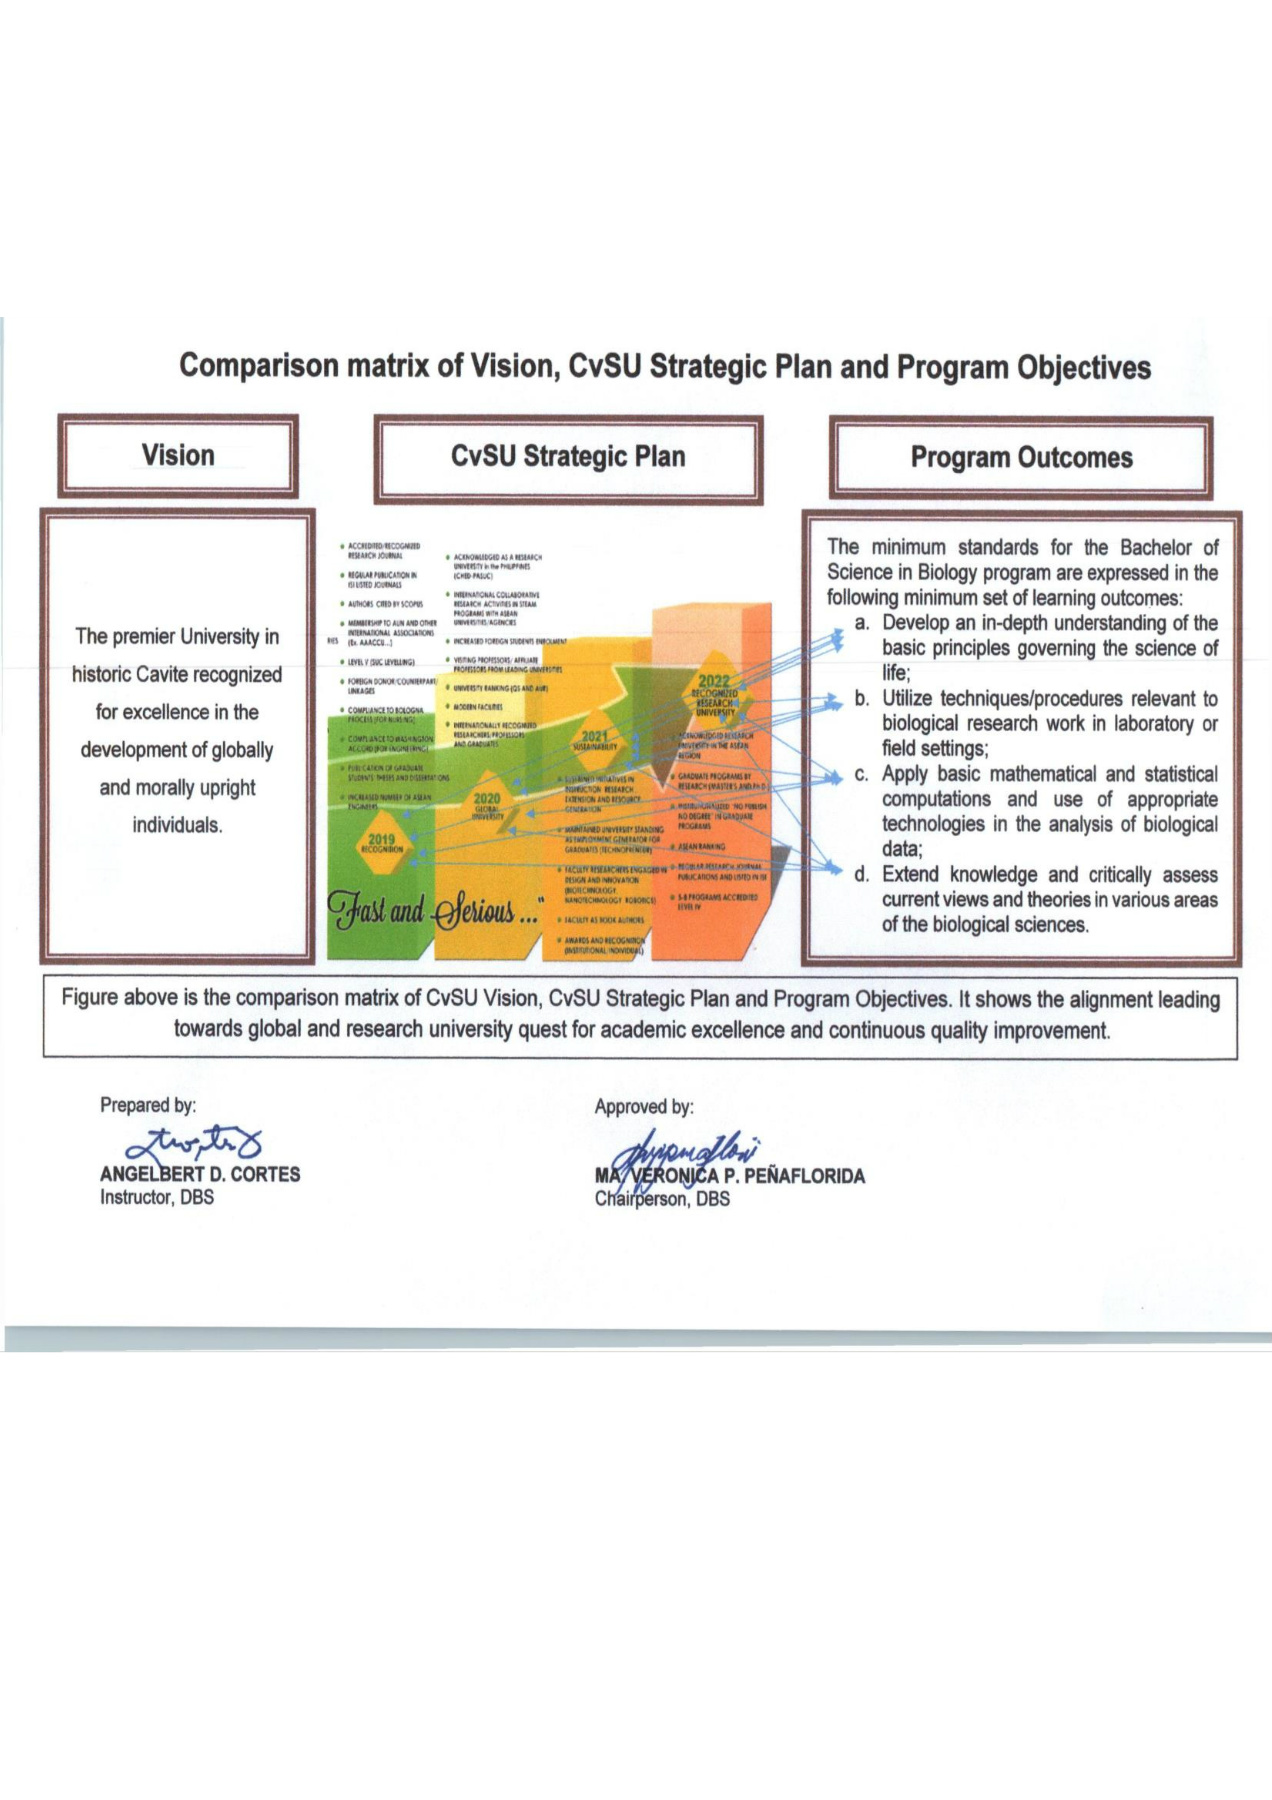 Comparison matrix of Vision, CvSU Strategic Plan and Program Objectives
Vision
CvSU Strategic Plan
Program Outcomes
The premier University in
historic Cavite recognized
for excellence in the
development of globally
and morally upright
individuals.
ACCREDITED/RECOGNIZED
RESEARCH JOURNAL
REGULAR PUBLICATION IN
ISI LISTED JOURNALS
AUTHORS CITED BY SCOPUS
MEMBERSHIP TO AUN AND OTHER
INTERNATIONAL ASSOCIATIONS
(Ex. AAACCU...)
LEVEL V (SUC LEVELLING)
FOREIGN DONOR/COUNTERPART/
LINKAGES
COMPLIANCE TO BOLOGNA
PROCESS (FOR NURSING)
COMPLIANCE TO WASHINGTON
ACCORD (FOR ENGINEERING)
PUBLICATION OF GRADUATE
STUDENTS' THESES AND DISSERTATIONS
INCREASED NUMBER OF ASEAN
ENGINEERS
2019
RECOGNITION
ACKNOWLEDGED AS A RESEARCH
UNIVERSITY in the PHILIPPINES
(CHED-PASUC)
INTERNATIONAL COLLABORATIVE
RESEARCH ACTIVITIES IN STEAM
PROGRAMS WITH ASEAN
UNIVERSITIES/AGENCIES
INCREASED FOREIGN STUDENTS ENROLMENT
VISITING PROFESSORS/ AFFILIATE
PROFESSORS FROM LEADING UNIVERSITIES
UNIVERSITY RANKING (QS AND AUR)
MODERN FACILITIES
INTERNATIONALLY RECOGNIZED
RESEARCHERS/PROFESSORS
AND GRADUATES
2020
GLOBAL
UNIVERSITY
2021
SUSTAINABILITY
SUSTAINED INITIATIVES IN
INSTRUCTION RESEARCH
EXTENSION AND RESOURCE
GENERATION
MAINTAINED UNIVERSITY STANDING
AS EMPLOYMENT GENERATOR FOR
GRADUATES (TECHNOPRENEUR)
FACULTY RESEARCHERS ENGAGED IN
DESIGN AND INNOVATION
(BIOTECHNOLOGY,
NANOTECHNOLOGY ROBOTICS)
FACULTY AS BOOK AUTHORS
AWARDS AND RECOGNITION
(INSTITUTIONAL/INDIVIDUAL)
2022
RECOGNIZED
RESEARCH
UNIVERSITY
ACKNOWLEDGED RESEARCH
UNIVERSITY IN THE ASEAN
REGION
GRADUATE PROGRAMS BY
RESEARCH (MASTER'S AND PH.D.)
INSTITUTIONALIZED "NO PUBLISH
NO DEGREE" IN GRADUATE
PROGRAMS
ASEAN RANKING
REGULAR RESEARCH JOURNAL
PUBLICATIONS AND LISTED IN ISI
5-8 PROGRAMS ACCREDITED
LEVEL IV
Fast and Serious ..."
The minimum standards for the Bachelor of
Science in Biology program are expressed in the
following minimum set of learning outcomes:
a. Develop an in-depth understanding of the
basic principles governing the science of
life;
b. Utilize techniques/procedures relevant to
biological research work in laboratory or
field settings;
c. Apply basic mathematical and statistical
computations and use of appropriate
technologies in the analysis of biological
data;
d. Extend knowledge and critically assess
current views and theories in various areas
of the biological sciences.
Figure above is the comparison matrix of CvSU Vision, CvSU Strategic Plan and Program Objectives. It shows the alignment leading
towards global and research university quest for academic excellence and continuous quality improvement.
Prepared by:
ANGELBERT D. CORTES
Instructor, DBS
Approved by:
MA. VERONICA P. PEÑAFLORIDA
Chairperson, DBS